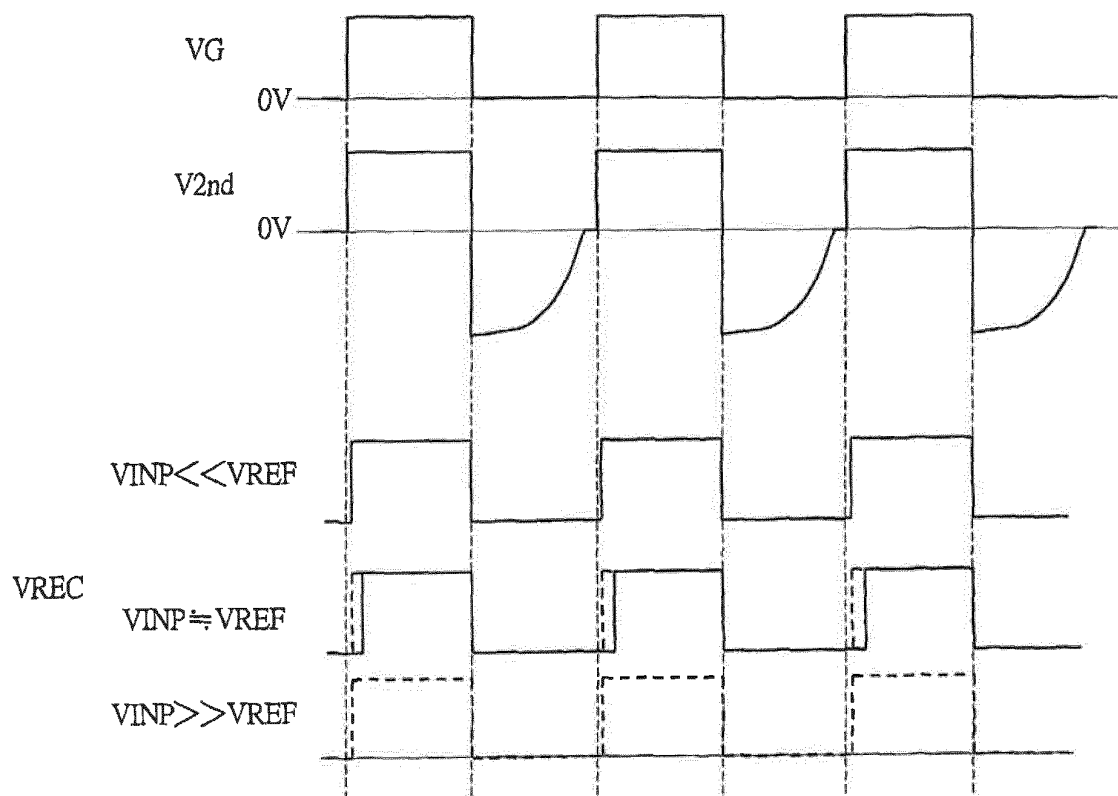 VG
0V
V2nd
0V
VINP<<VREF
VREC
VINP≒VREF
VINP>>VREF